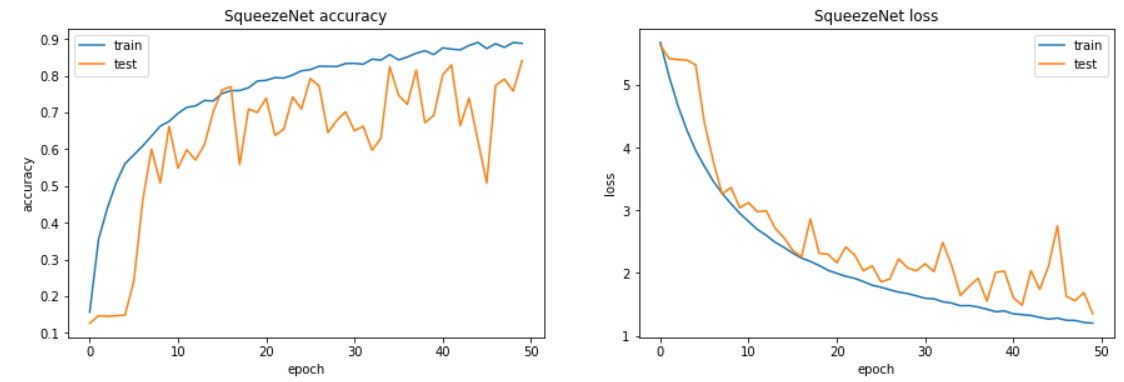 SqueezeNet accuracy
train
test
0.9
0.8
0.7
0.6
0.5
0.4
0.3
0.2
0.1
accuracy
0 10 20 30 40 50
epoch
SqueezeNet loss
train
test
5
4
3
2
1
loss
0 10 20 30 40 50
epoch